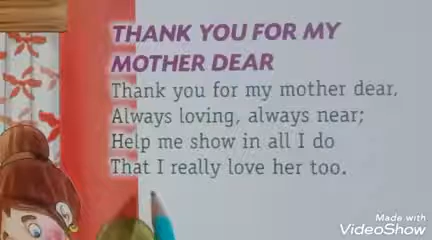 THANK YOU FOR MY
MOTHER DEAR
Thank you for my mother dear,
Always loving, always near;
Help me show in all I do
That I really love her too.
Made with
VideoShow